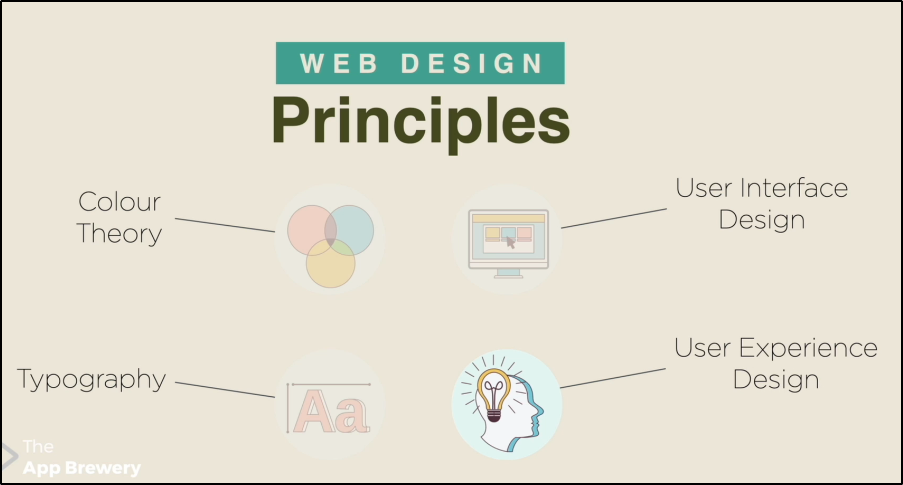 WEB DESIGN
Principles
Colour
Theory
User Interface
Design
Typography
Aa
User Experience
Design
The
App Brewery